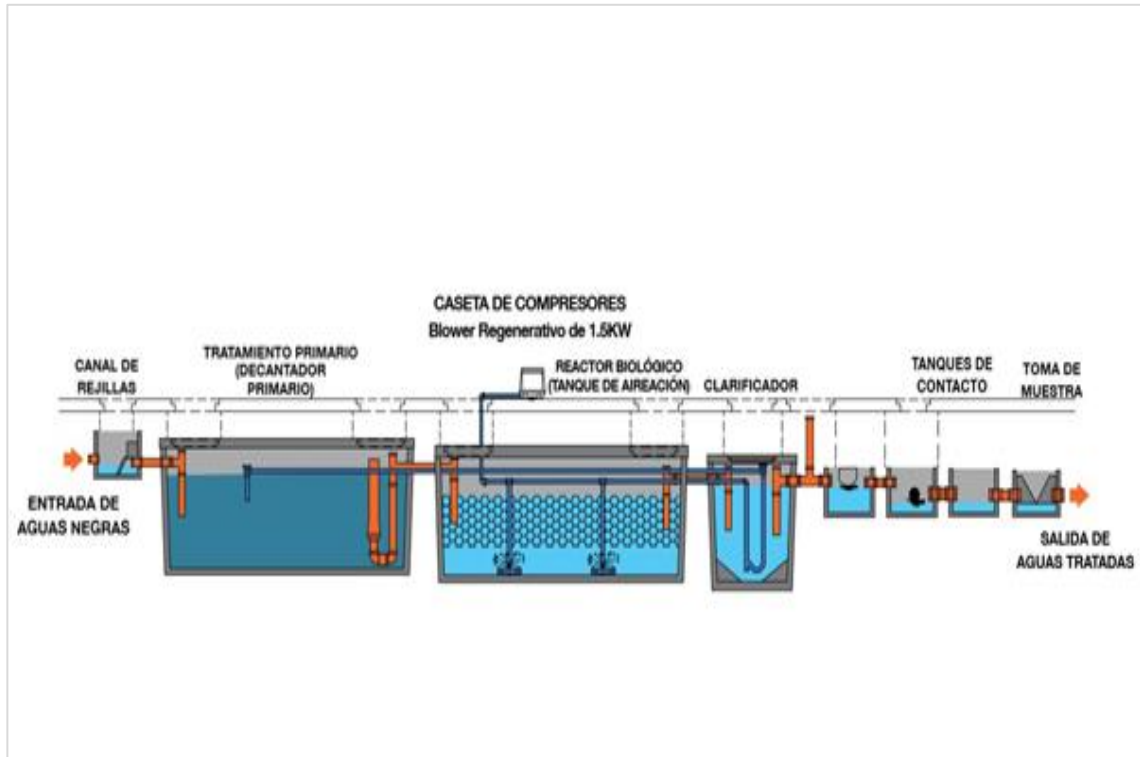 CASETA DE COMPRESORES
Blower Regenerativo de 1.5KW
CANAL DE
REJILLAS
TRATAMIENTO PRIMARIO
(DECANTADOR
PRIMARIO)
REACTOR BIOLÓGICO
(TANQUE DE AIREACIÓN)
CLARIFICADOR
TANQUES DE
CONTACTO
TOMA DE
MUESTRA
ENTRADA DE
AGUAS NEGRAS
SALIDA DE
AGUAS TRATADAS